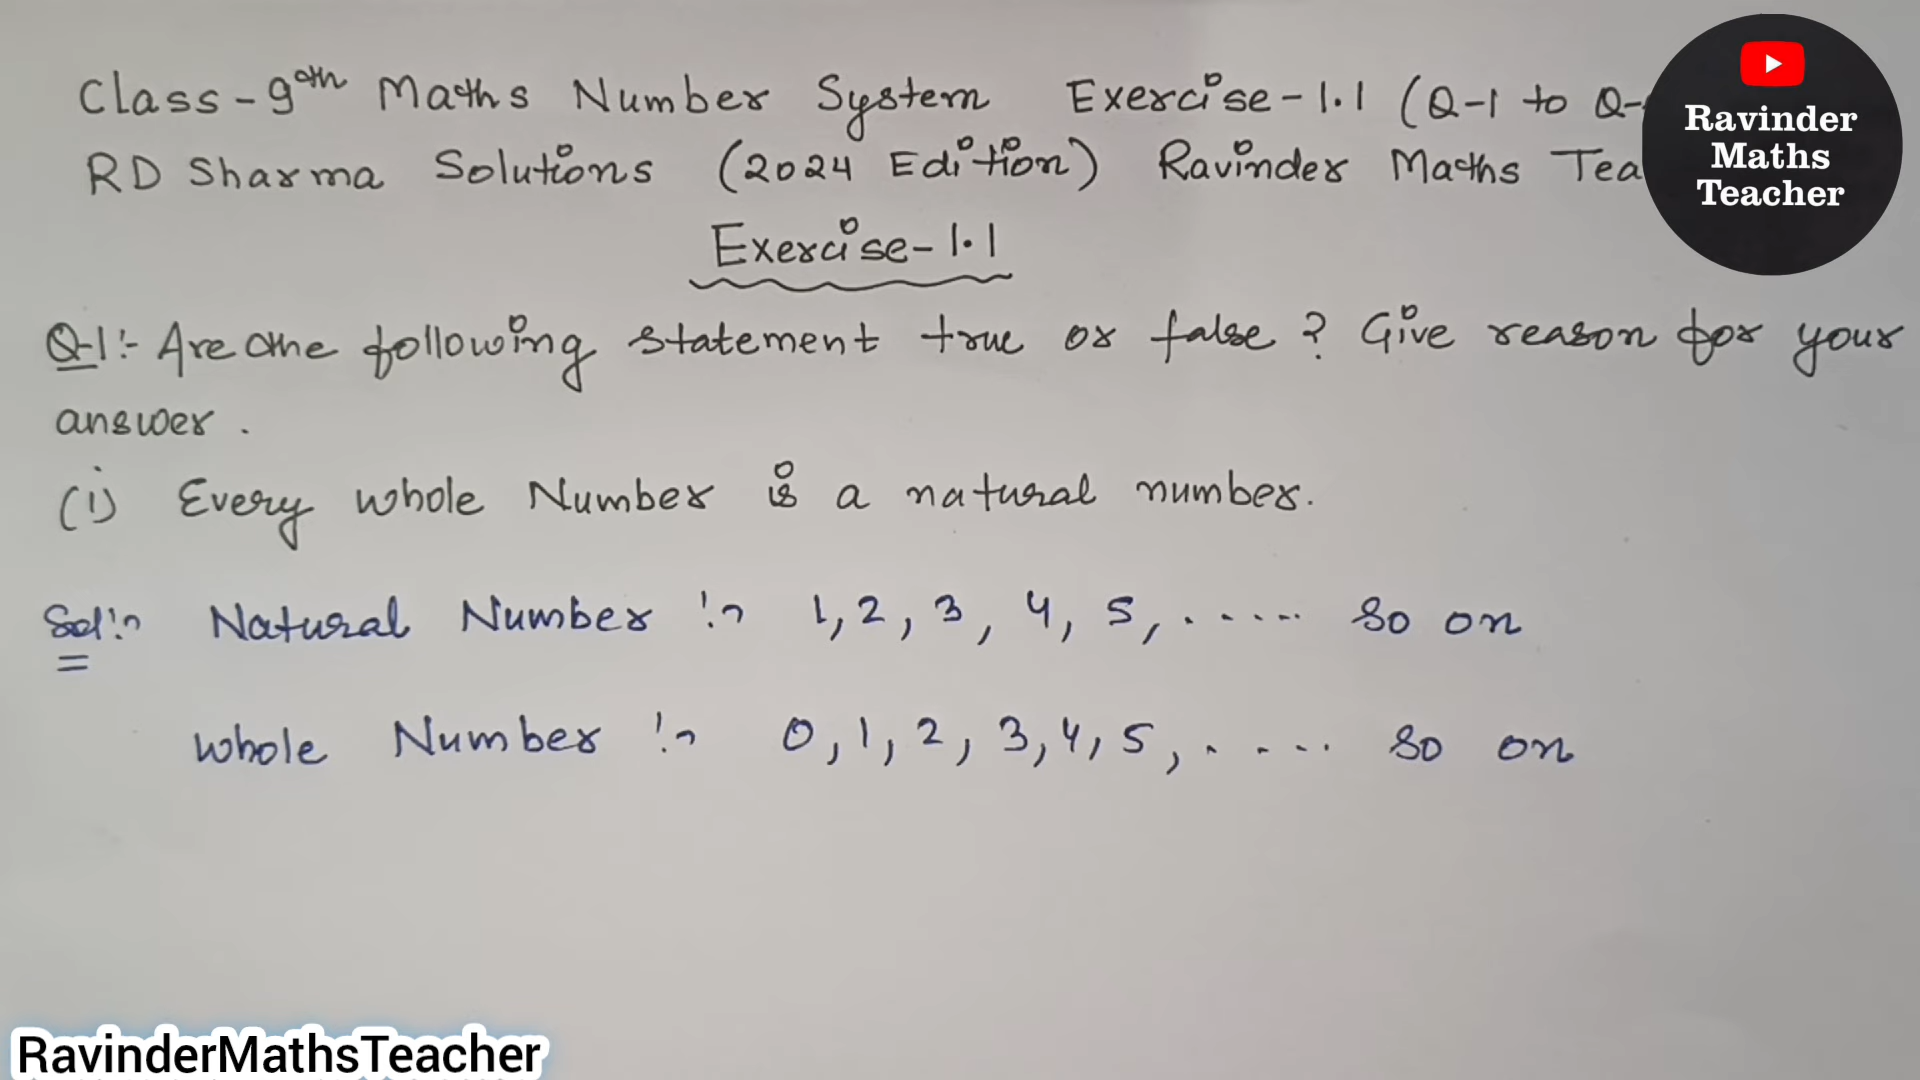 Class-9th Maths Number System Exercise-1.1 (Q-1 to Q-
RD Sharma Solutions (2024 Edition) Ravinder Maths Tea
Ravinder
Maths
Teacher
Exercise-1.1
Q-1:- Are the following statement true or false ? Give reason for your
answer .
(i) Every whole Number is a natural number.
Sol:- Natural Number :- 1, 2, 3, 4, 5, ...... so on
whole Number :- 0, 1, 2, 3, 4, 5, ..... so on
RavinderMathsTeacher